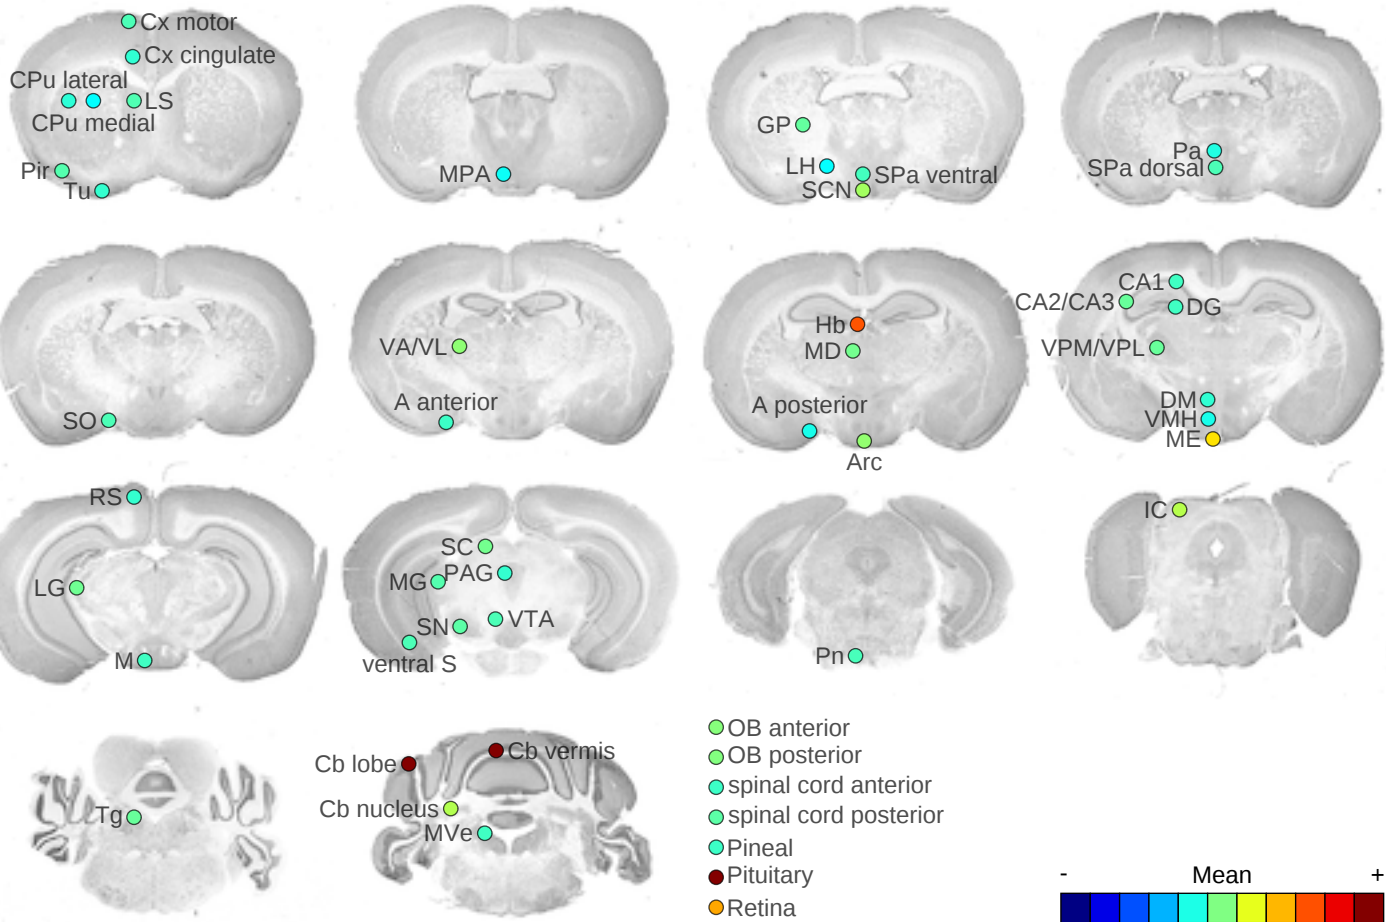 Cx motor
Cx cingulate
CPu lateral
LS
CPu medial
Pir
Tu
MPA
GP
LH
SPa ventral
SCN
Pa
SPa dorsal
SO
VA/VL
A anterior
Hb
MD
A posterior
Arc
CA1
CA2/CA3
DG
VPM/VPL
DM
VMH
ME
RS
LG
M
SC
PAG
MG
VTA
SN
ventral S
Pn
IC
Tg
Cb lobe
Cb vermis
Cb nucleus
MVe
OB anterior
OB posterior
spinal cord anterior
spinal cord posterior
Pineal
Pituitary
Retina
- Mean +